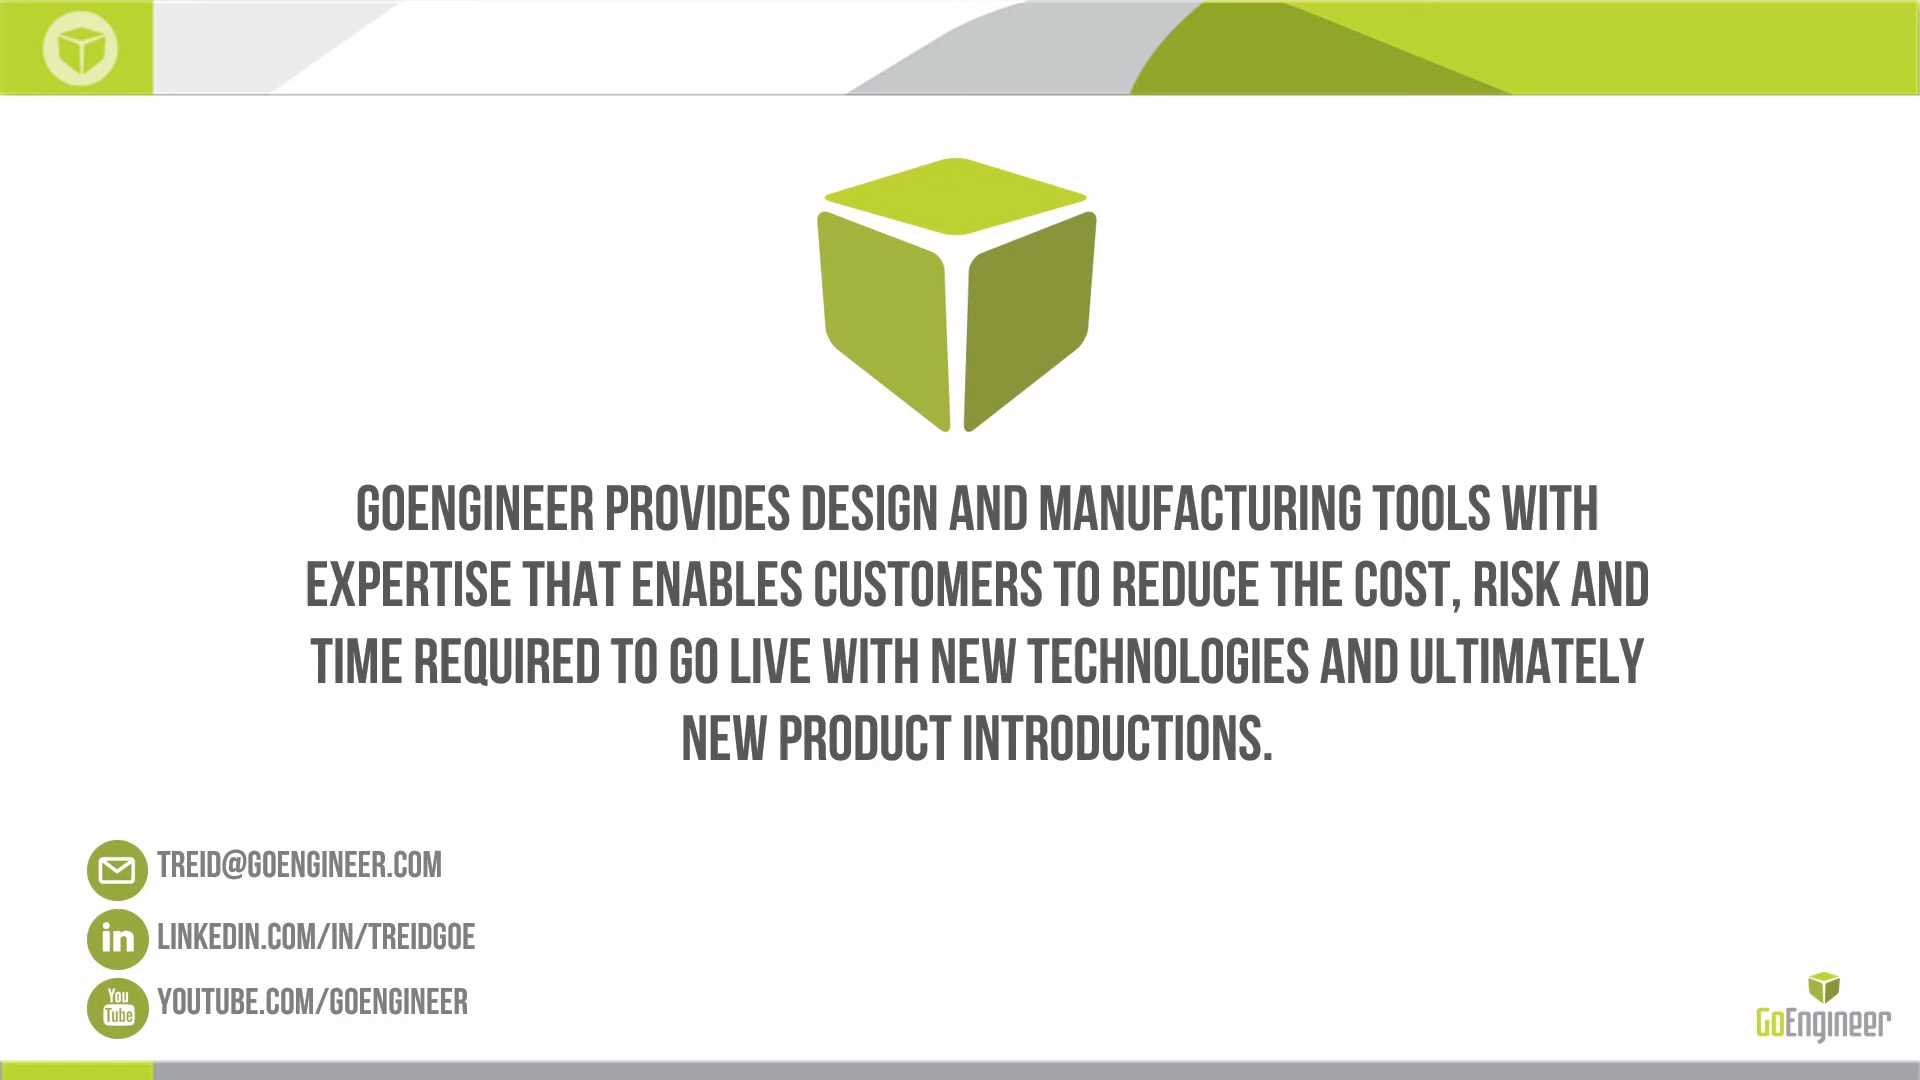 GOENGINEER PROVIDES DESIGN AND MANUFACTURING TOOLS WITH
EXPERTISE THAT ENABLES CUSTOMERS TO REDUCE THE COST, RISK AND
TIME REQUIRED TO GO LIVE WITH NEW TECHNOLOGIES AND ULTIMATELY
NEW PRODUCT INTRODUCTIONS.
TREID@GOENGINEER.COM
in LINKEDIN.COM/IN/TREIDGOE
You
Tube
YOUTUBE.COM/GOENGINEER
GoEngineer